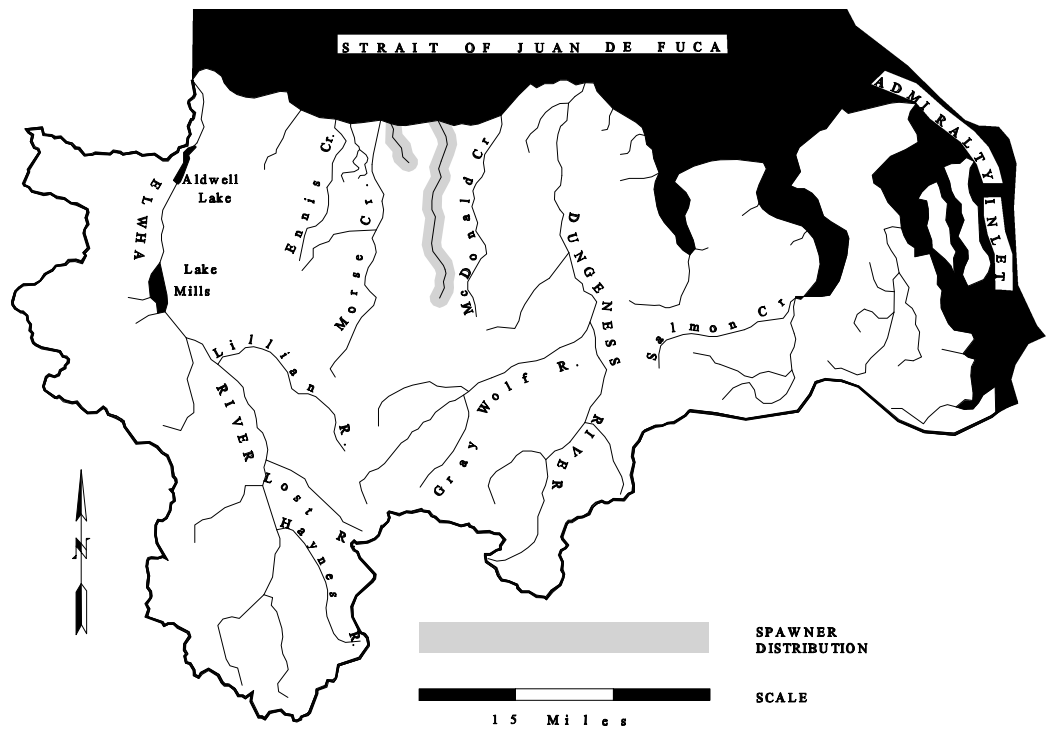 STRAIT OF JUAN DE FUCA
ADMIRALTY INLET
Ennis Cr.
McDonald Cr
Aldwell
Lake
ELWHA
Morse Cr.
DUNGENESS
Lake
Mills
Salmon Cr
Lillian R.
Gray Wolf R.
RIVER
RIVER
Lost R
Haynes R.
N
SPAWNER
DISTRIBUTION
SCALE
15 Miles